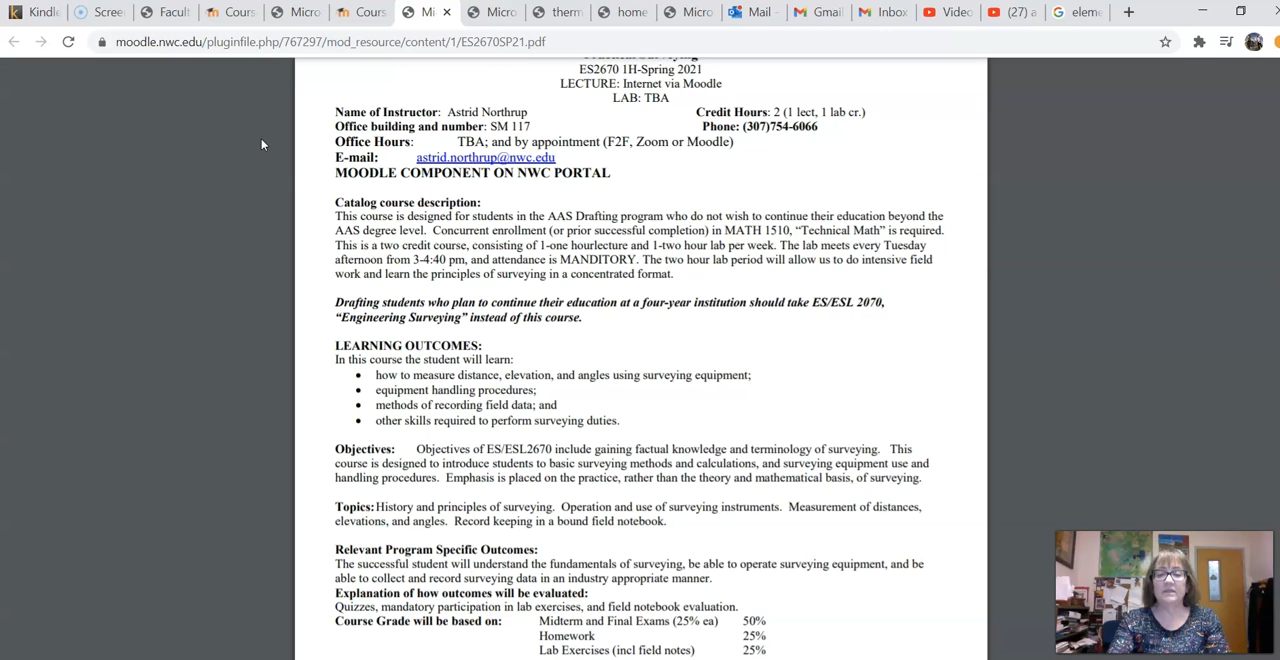 Kindle
Scree
Facult
Cours
Micro
Cours
Mi
Micro
therm
home
Micro
Mail -
Gmai
Inbox
Video
(27) a
eleme
moodle.nwc.edu/pluginfile.php/767297/mod_resource/content/1/ES2670SP21.pdf
ES2670 1H-Spring 2021
LECTURE: Internet via Moodle
LAB: TBA
Name of Instructor: Astrid Northrup Credit Hours: 2 (1 lect, 1 lab cr.)
Office building and number: SM 117 Phone: (307)754-6066
Office Hours: TBA; and by appointment (F2F, Zoom or Moodle)
E-mail: astrid.northrup@nwc.edu
MOODLE COMPONENT ON NWC PORTAL
Catalog course description:
This course is designed for students in the AAS Drafting program who do not wish to continue their education beyond the
AAS degree level. Concurrent enrollment (or prior successful completion) in MATH 1510, “Technical Math” is required.
This is a two credit course, consisting of 1-one hourlecture and 1-two hour lab per week. The lab meets every Tuesday
afternoon from 3-4:40 pm, and attendance is MANDITORY. The two hour lab period will allow us to do intensive field
work and learn the principles of surveying in a concentrated format.
Drafting students who plan to continue their education at a four-year institution should take ES/ESL 2070,
“Engineering Surveying” instead of this course.
LEARNING OUTCOMES:
In this course the student will learn:
• how to measure distance, elevation, and angles using surveying equipment;
• equipment handling procedures;
• methods of recording field data; and
• other skills required to perform surveying duties.
Objectives: Objectives of ES/ESL2670 include gaining factual knowledge and terminology of surveying. This
course is designed to introduce students to basic surveying methods and calculations, and surveying equipment use and
handling procedures. Emphasis is placed on the practice, rather than the theory and mathematical basis, of surveying.
Topics: History and principles of surveying. Operation and use of surveying instruments. Measurement of distances,
elevations, and angles. Record keeping in a bound field notebook.
Relevant Program Specific Outcomes:
The successful student will understand the fundamentals of surveying, be able to operate surveying equipment, and be
able to collect and record surveying data in an industry appropriate manner.
Explanation of how outcomes will be evaluated:
Quizzes, mandatory participation in lab exercises, and field notebook evaluation.
Course Grade will be based on: Midterm and Final Exams (25% ea) 50%
Homework 25%
Lab Exercises (incl field notes) 25%